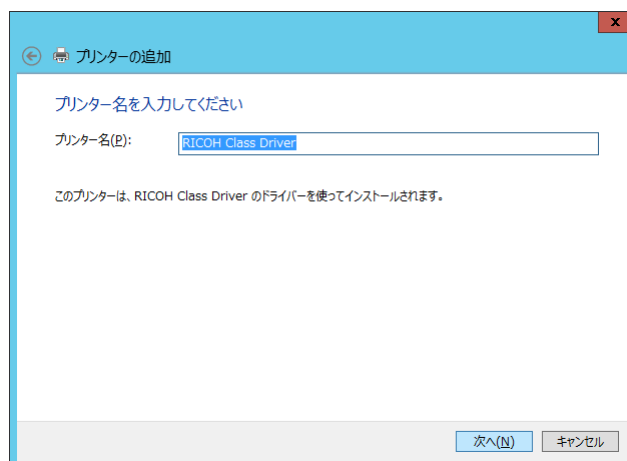 x
プリンターの追加
プリンター名を入力してください
プリンター名(P): RICOH Class Driver
このプリンターは、RICOH Class Driver のドライバーを使ってインストールされます。
次へ(N) キャンセル